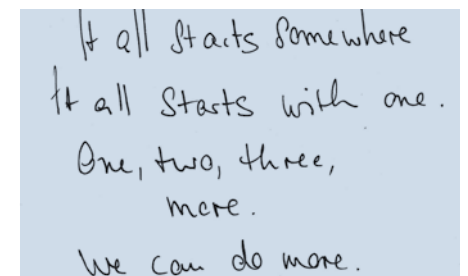 It all starts somewhere
It all starts with one.
One, two, three,
more.
We can do more.